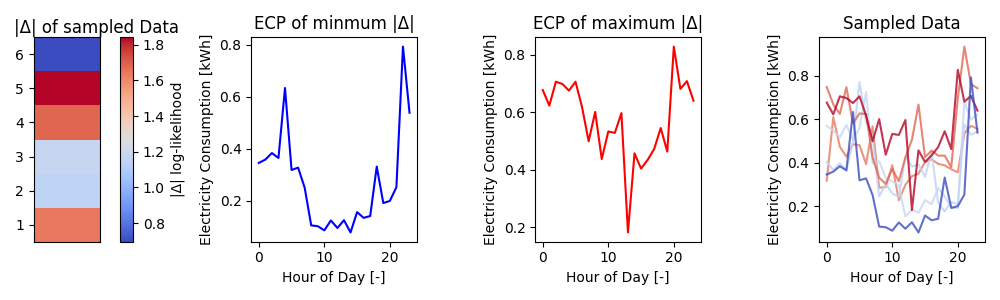 |Δ| of sampled Data
6
5
4
3
2
1
1.8
1.6
1.4
1.2
1.0
0.8
|Δ| log-likelihood
ECP of minmum |Δ|
Electricity Consumption [kWh]
0.8
0.6
0.4
0.2
0 10 20
Hour of Day [-]
ECP of maximum |Δ|
Electricity Consumption [kWh]
0.8
0.6
0.4
0.2
0 10 20
Hour of Day [-]
Sampled Data
Electricity Consumption [kWh]
0.8
0.6
0.4
0.2
0 10 20
Hour of Day [-]